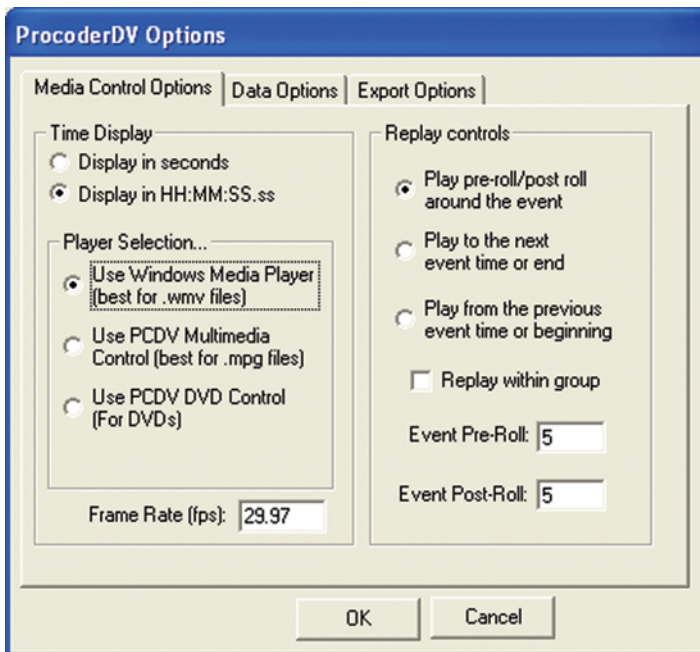 ProcoderDV Options
Media Control Options
Data Options
Export Options
Time Display
Display in seconds
Display in HH:MM:SS.ss
Player Selection...
Use Windows Media Player
(best for .wmv files)
Use PCDV Multimedia
Control (best for .mpg files)
Use PCDV DVD Control
(For DVDs)
Frame Rate (fps): 29.97
Replay controls
Play pre-roll/post roll
around the event
Play to the next
event time or end
Play from the previous
event time or beginning
Replay within group
Event Pre-Roll: 5
Event Post-Roll: 5
OK
Cancel